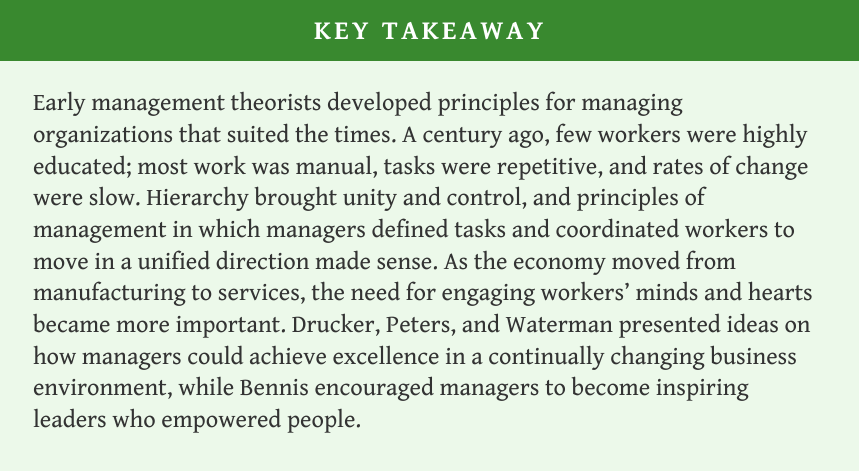 KEY TAKEAWAY
Early management theorists developed principles for managing
organizations that suited the times. A century ago, few workers were highly
educated; most work was manual, tasks were repetitive, and rates of change
were slow. Hierarchy brought unity and control, and principles of
management in which managers defined tasks and coordinated workers to
move in a unified direction made sense. As the economy moved from
manufacturing to services, the need for engaging workers’ minds and hearts
became more important. Drucker, Peters, and Waterman presented ideas on
how managers could achieve excellence in a continually changing business
environment, while Bennis encouraged managers to become inspiring
leaders who empowered people.